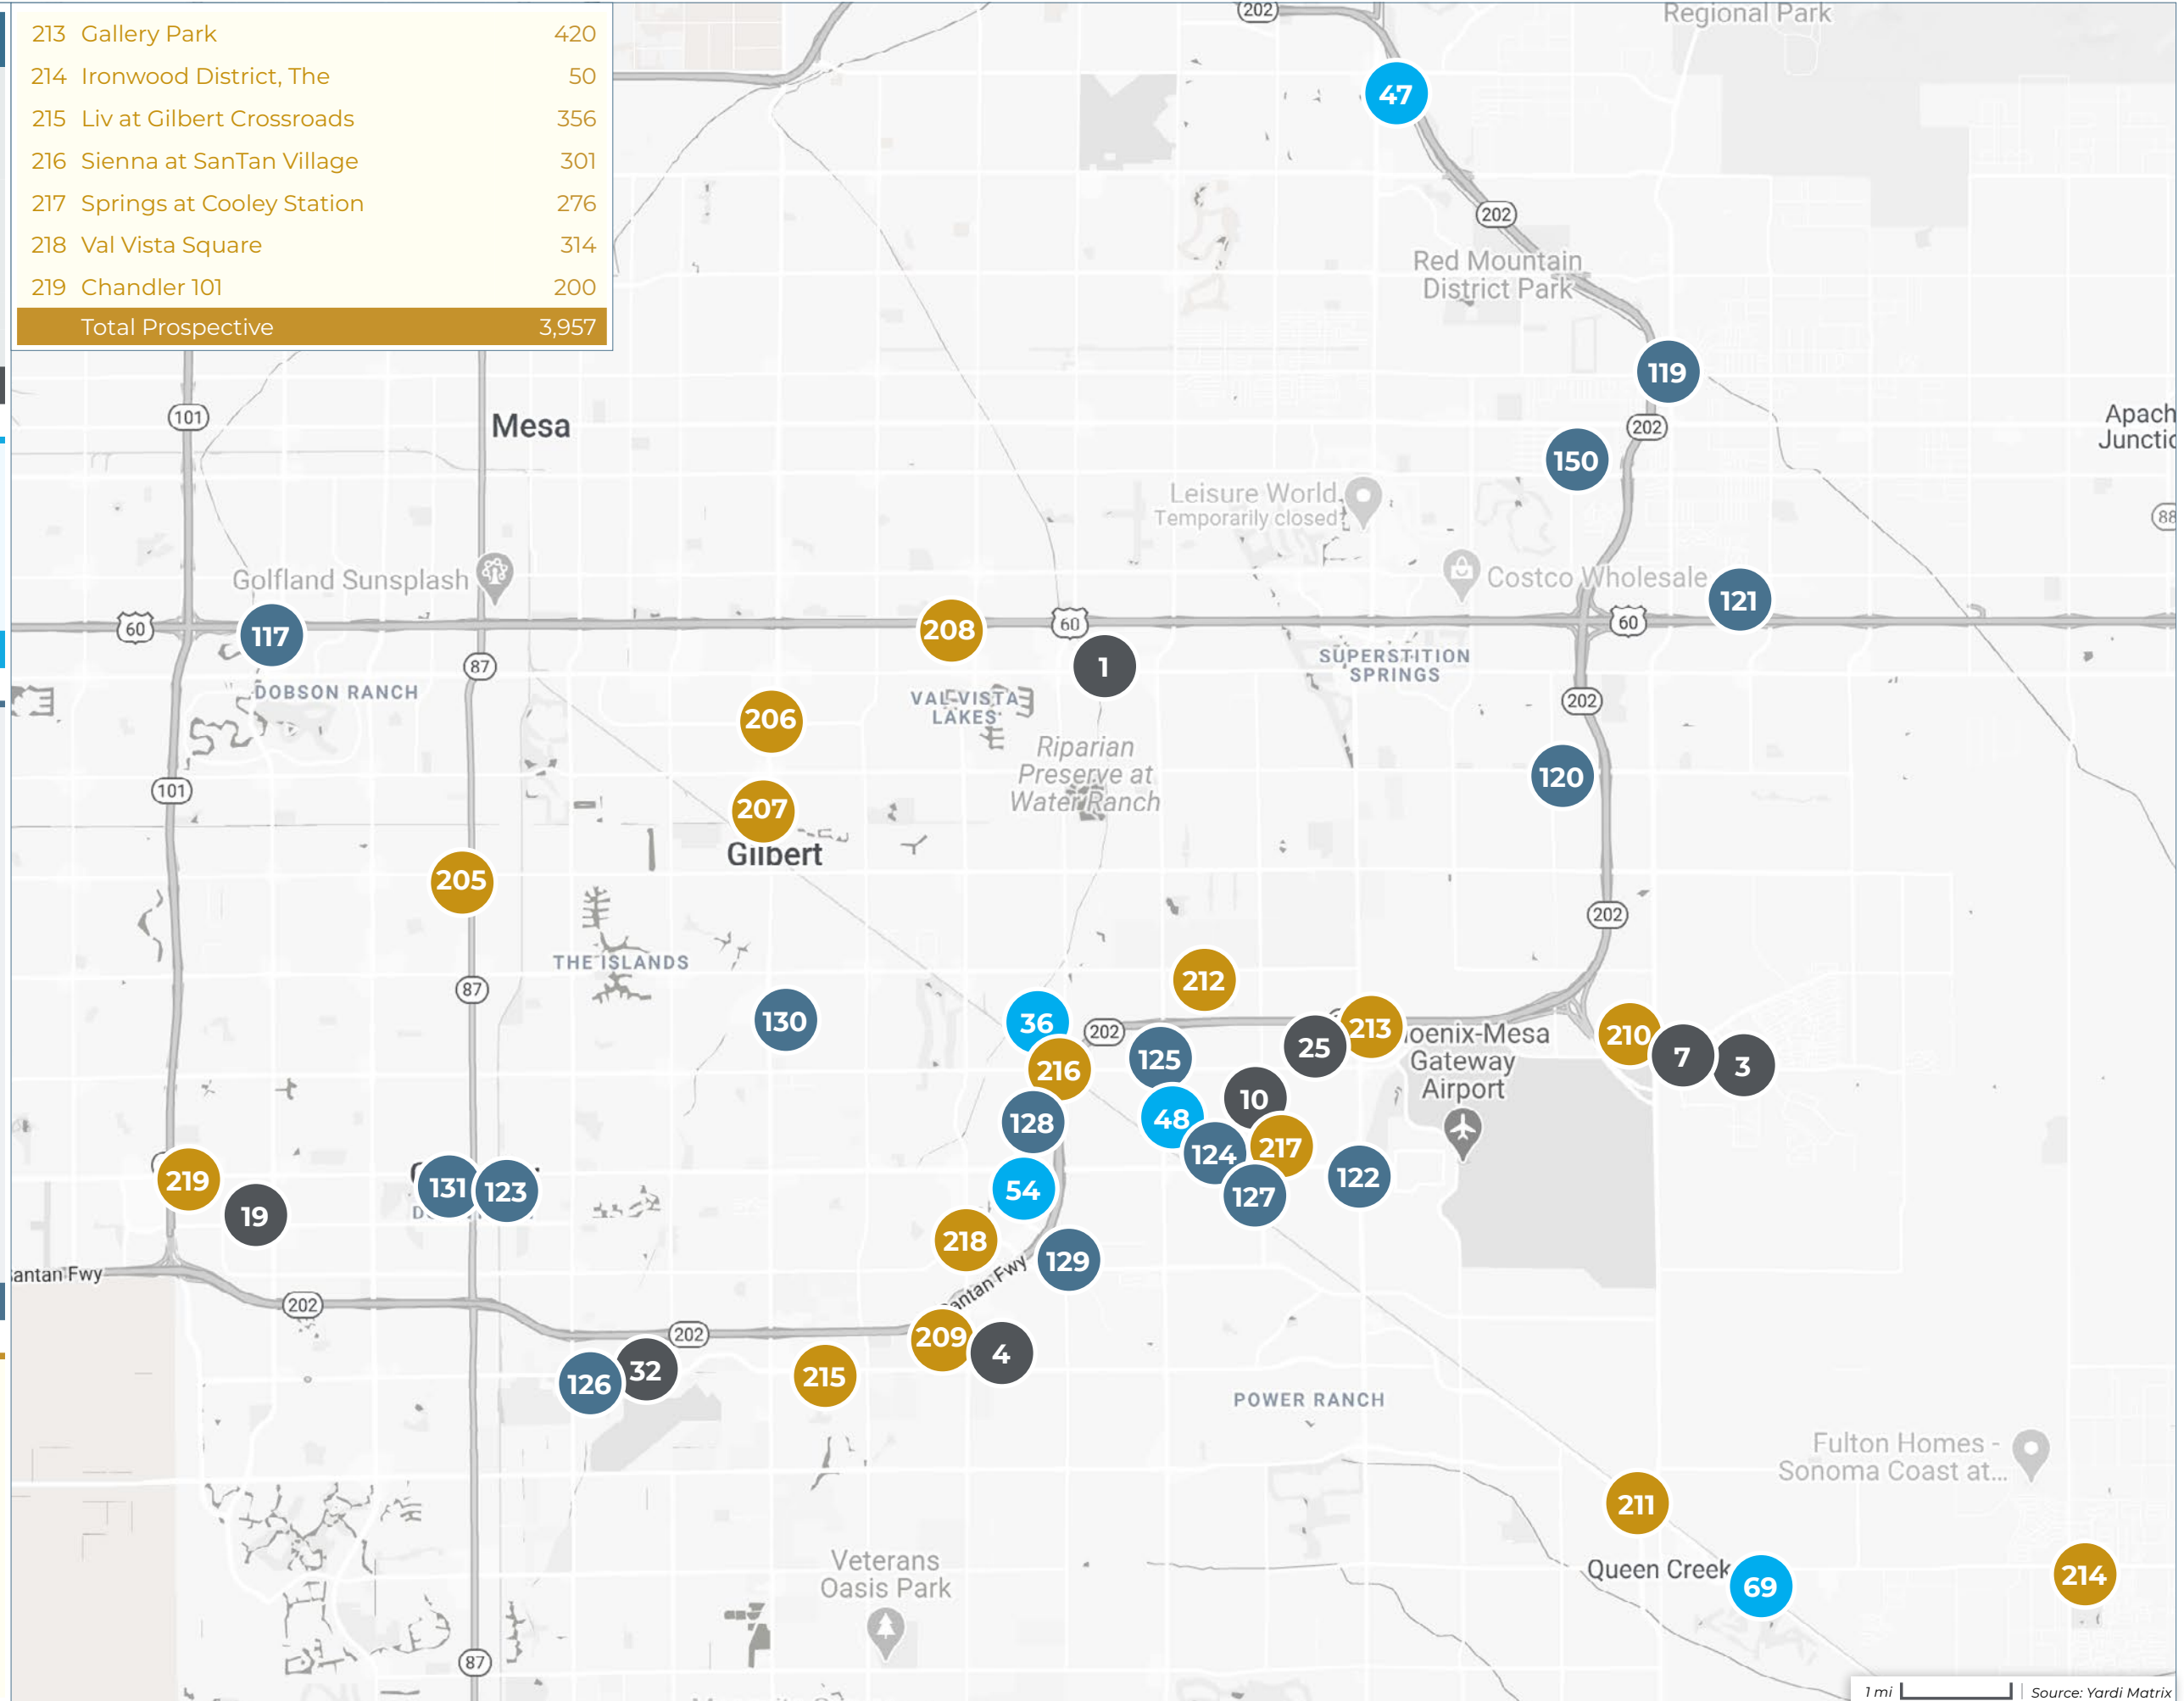 213 Gallery Park 420
214 Ironwood District, The 50
215 Liv at Gilbert Crossroads 356
216 Sienna at SanTan Village 301
217 Springs at Cooley Station 276
218 Val Vista Square 314
219 Chandler 101 200
Total Prospective 3,957
202
Regional Park
47
202
Red Mountain
District Park
119
101
Mesa
202
Apach
Junctic
150
Leisure World
Temporarily closed
88
Golfland Sunsplash
Costco Wholesale
121
60
117
208
60
60
87
1
SUPERSTITION
SPRINGS
DOBSON RANCH
VAL VISTA
LAKES
202
206
Riparian
Preserve at
Water Ranch
120
101
207
Gilbert
205
202
THE ISLANDS
212
87
130
36
202
213
25
210
oenix-Mesa
Gateway
Airport
125
7
3
216
10
48
128
217
124
219
131
123
54
127
122
19
218
129
antan Fwy
antan Fwy
202
202
209
4
126
32
215
POWER RANCH
Fulton Homes -
Sonoma Coast at...
211
Veterans
Oasis Park
Queen Creek
69
214
87
1 mi
Source: Yardi Matrix